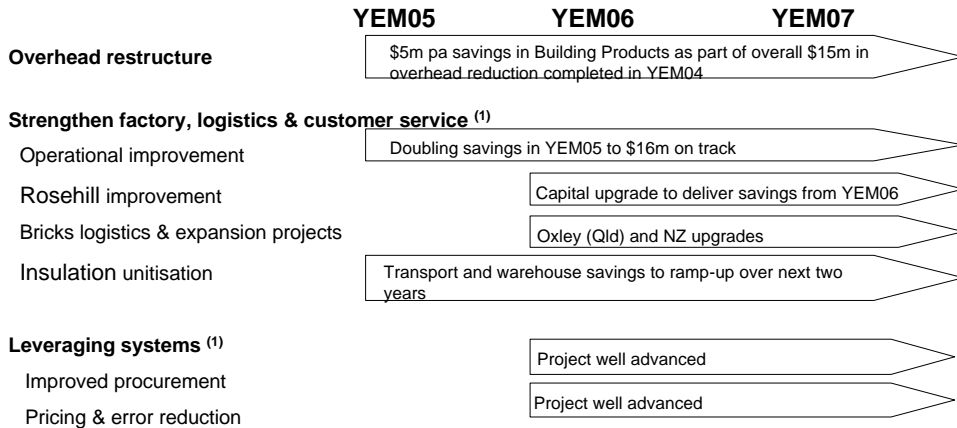 YEM05 YEM06 YEM07
Overhead restructure
$5m pa savings in Building Products as part of overall $15m in
overhead reduction completed in YEM04
Strengthen factory, logistics & customer service (1)
Operational improvement
Doubling savings in YEM05 to $16m on track
Rosehill improvement
Capital upgrade to deliver savings from YEM06
Bricks logistics & expansion projects
Oxley (Qld) and NZ upgrades
Insulation unitisation
Transport and warehouse savings to ramp-up over next two
years
Leveraging systems (1)
Project well advanced
Improved procurement
Project well advanced
Pricing & error reduction